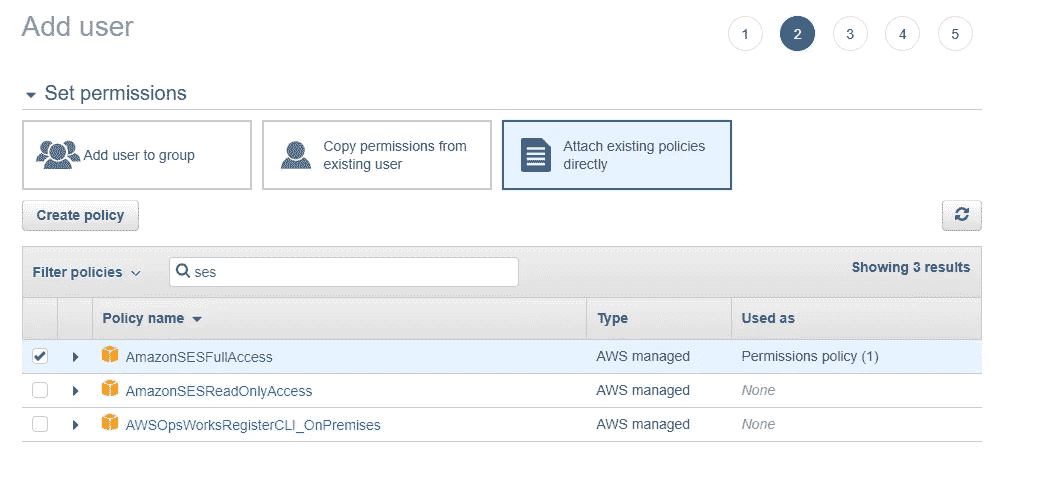 Add user
1 2 3 4 5
Set permissions
Add user to group
Copy permissions from
existing user
Attach existing policies
directly
Create policy
Filter policies
ses
Showing 3 results
Policy name Type Used as
AmazonSESFullAccess AWS managed Permissions policy (1)
AmazonSESReadOnlyAccess AWS managed None
AWSOpsWorksRegisterCLI_OnPremises AWS managed None